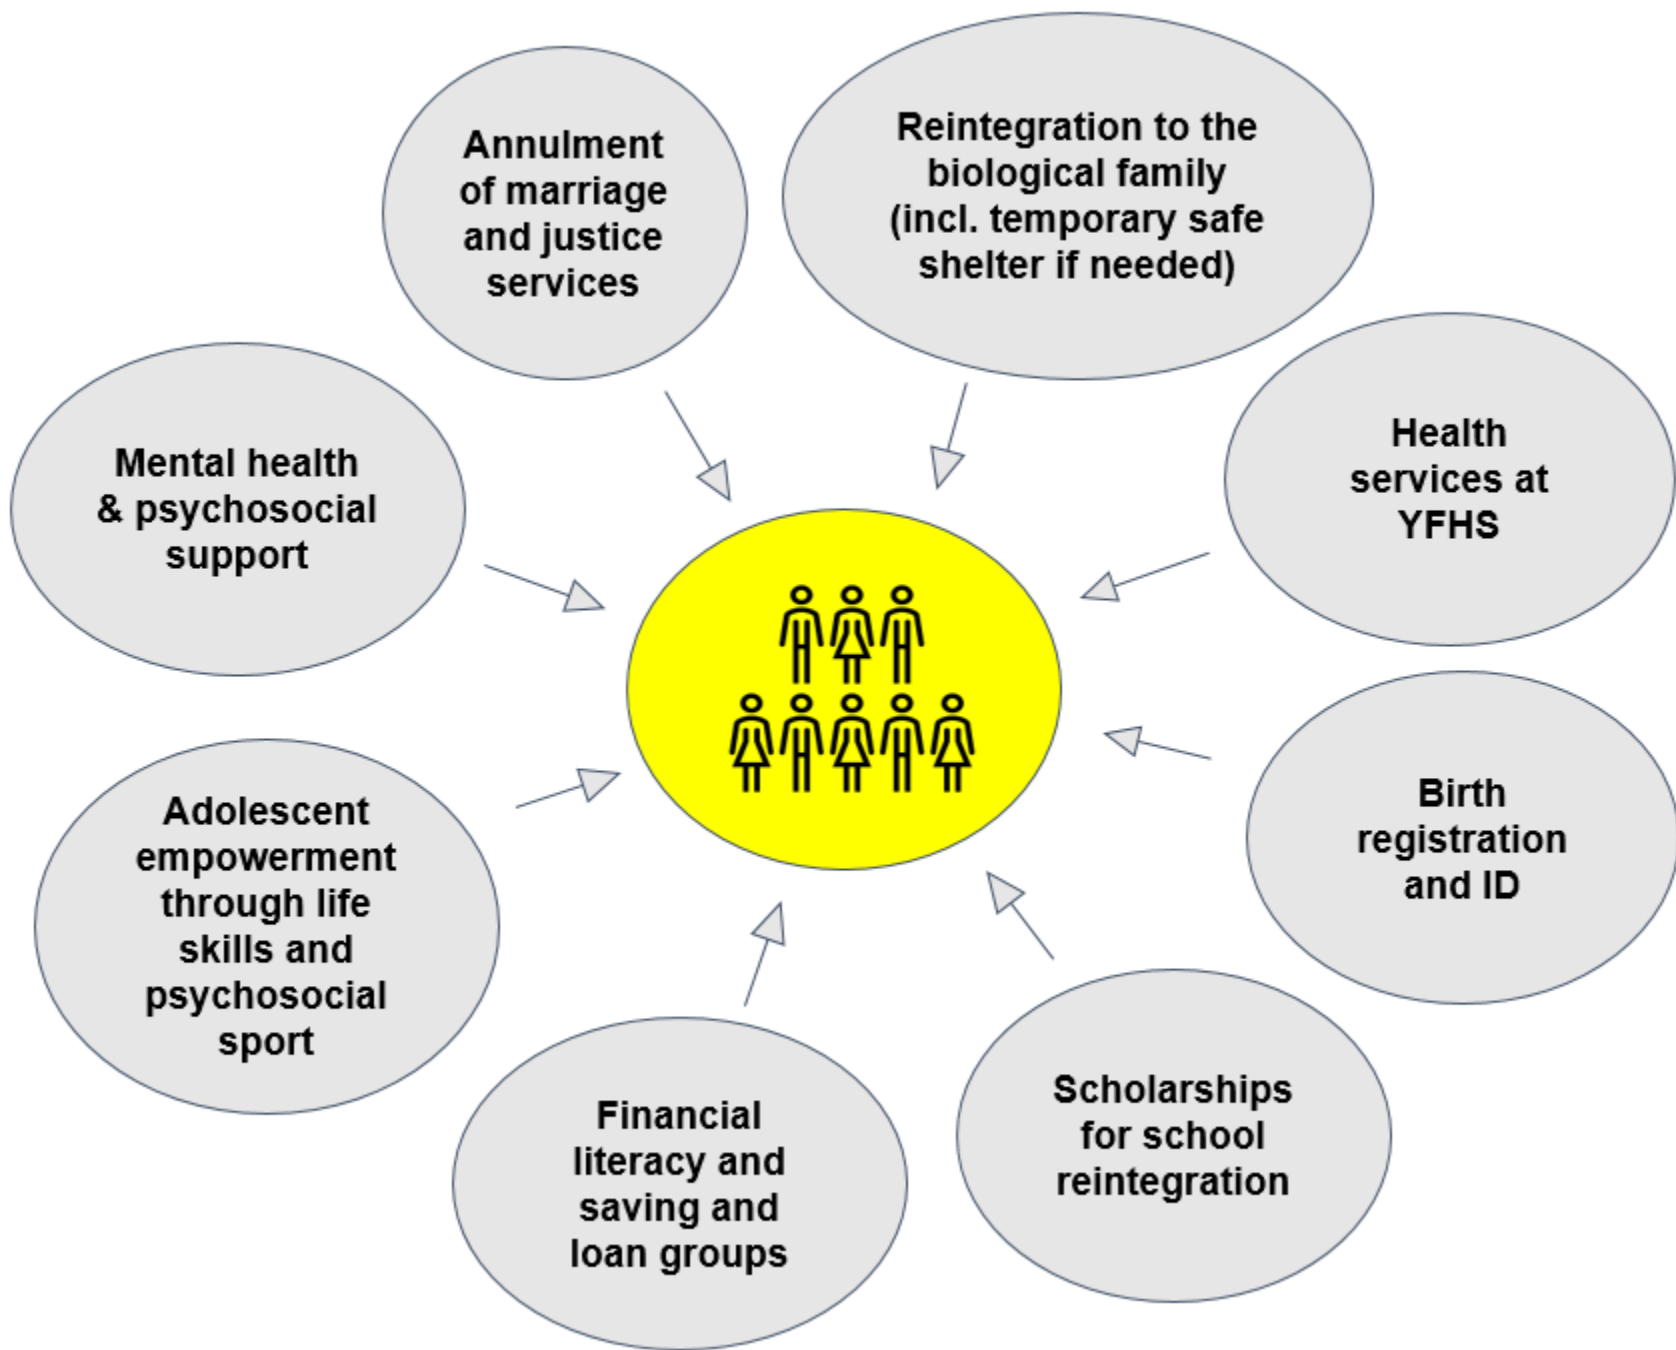 Annulment
of marriage
and justice
services
Reintegration to the
biological family
(incl. temporary safe
shelter if needed)
Mental health
& psychosocial
support
Health
services at
YFHS
Adolescent
empowerment
through life
skills and
psychosocial
sport
Birth
registration
and ID
Financial
literacy and
saving and
loan groups
Scholarships
for school
reintegration